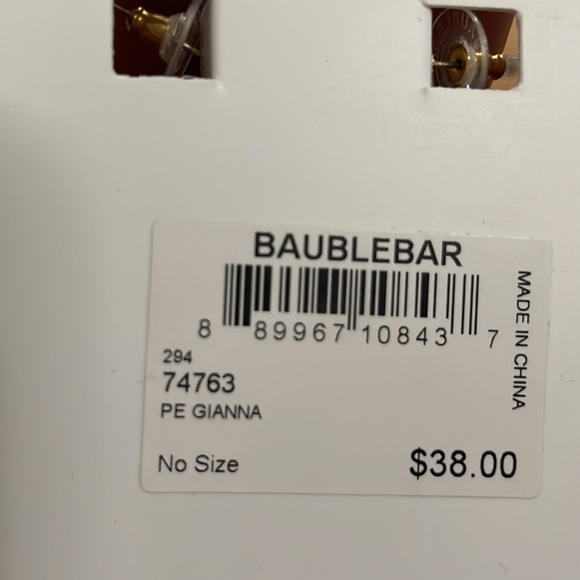 BAUBLEBAR
8 89967 10843 7
MADE IN CHINA
294
74763
PE GIANNA
No Size
$38.00